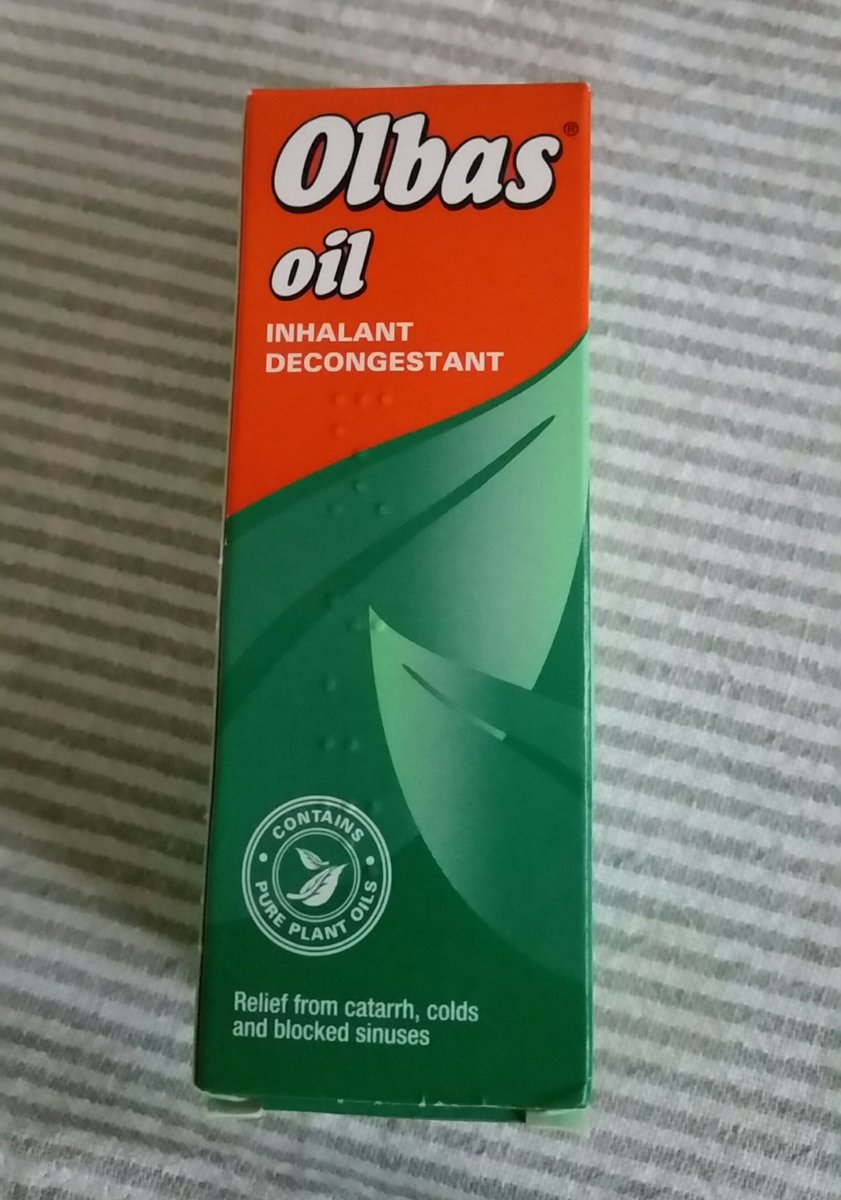 Olbas®
oil
INHALANT
DECONGESTANT
CONTAINS
PURE PLANT OILS
Relief from catarrh, colds
and blocked sinuses